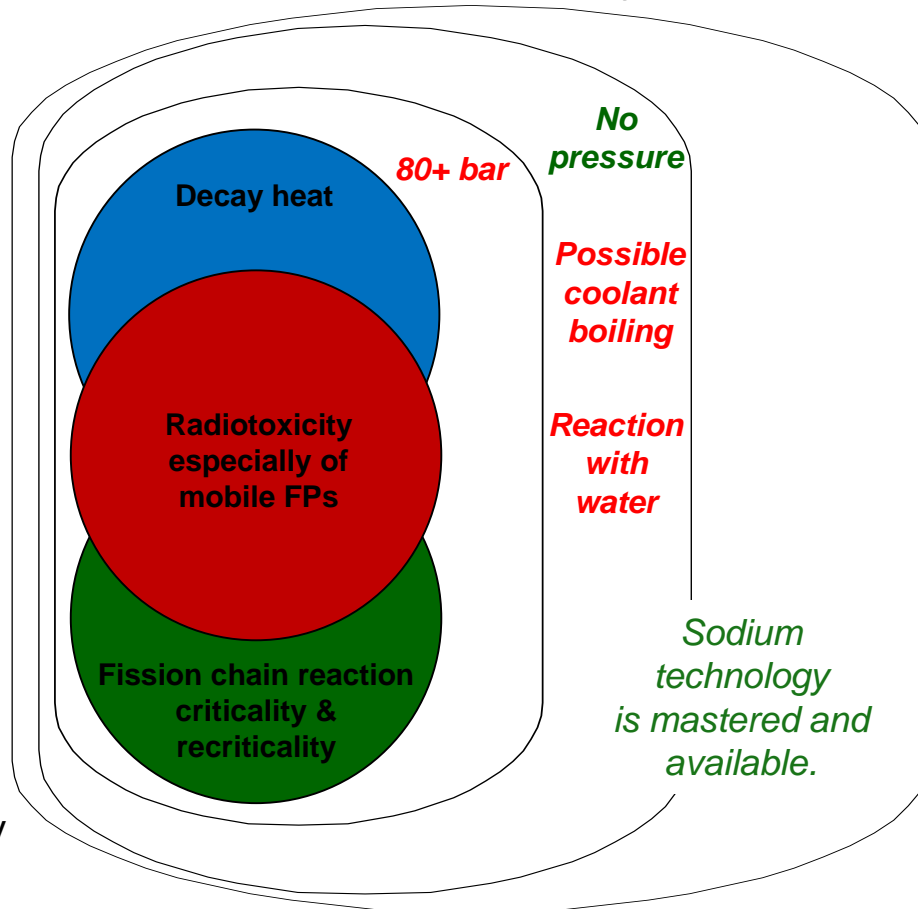 No
pressure
80+ bar
Decay heat
Possible
coolant
boiling
Radiotoxicity
especially of
mobile FPs
Reaction
with
water
Sodium
technology
is mastered and
available.
Fission chain reaction
criticality &
recriticality